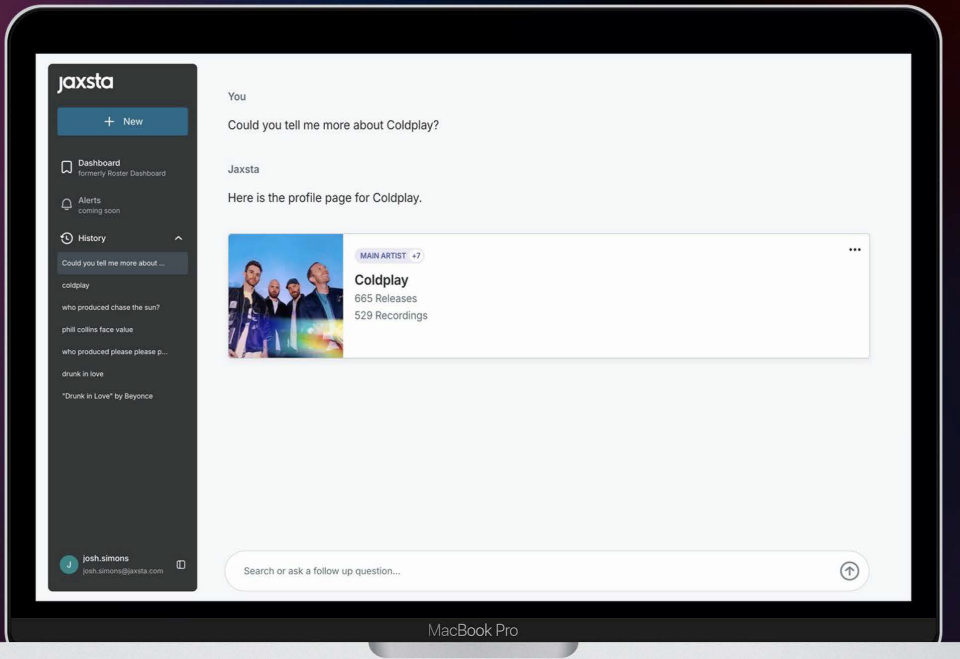 jaxsta
+ New
Dashboard
formerly Roster Dashboard
Alerts
coming soon
History
Could you tell me more about ...
coldplay
who produced chase the sun?
phill collins face value
who produced please please p...
drunk in love
"Drunk in Love" by Beyonce
J
josh.simons
josh.simons@jaxsta.com
You
Could you tell me more about Coldplay?
Jaxsta
Here is the profile page for Coldplay.
MAIN ARTIST +7
Coldplay
665 Releases
529 Recordings
Search or ask a follow up question...
MacBook Pro